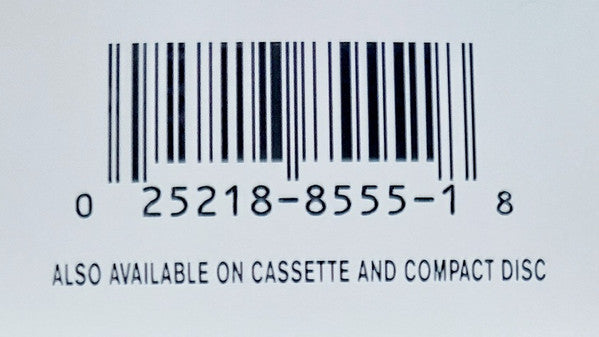 0 25218-8555-1 8
ALSO AVAILABLE ON CASSETTE AND COMPACT DISC